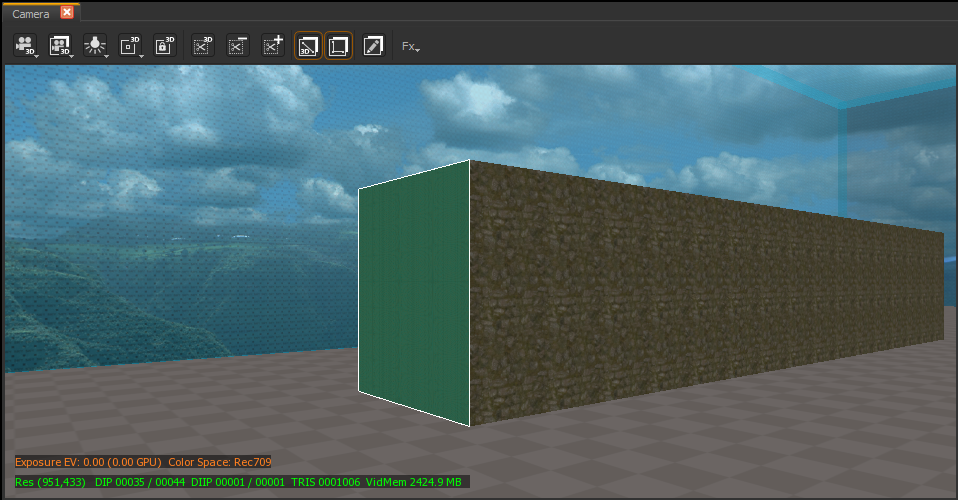 Camera
3D 3D 3D 3D 3D 3D Fx
Exposure EV: 0.00 (0.00 GPU) Color Space: Rec709
Res (951,433) DIP 00035 / 00044 DIIP 00001 / 00001 TRIS 0001006 VidMem 2424.9 MB